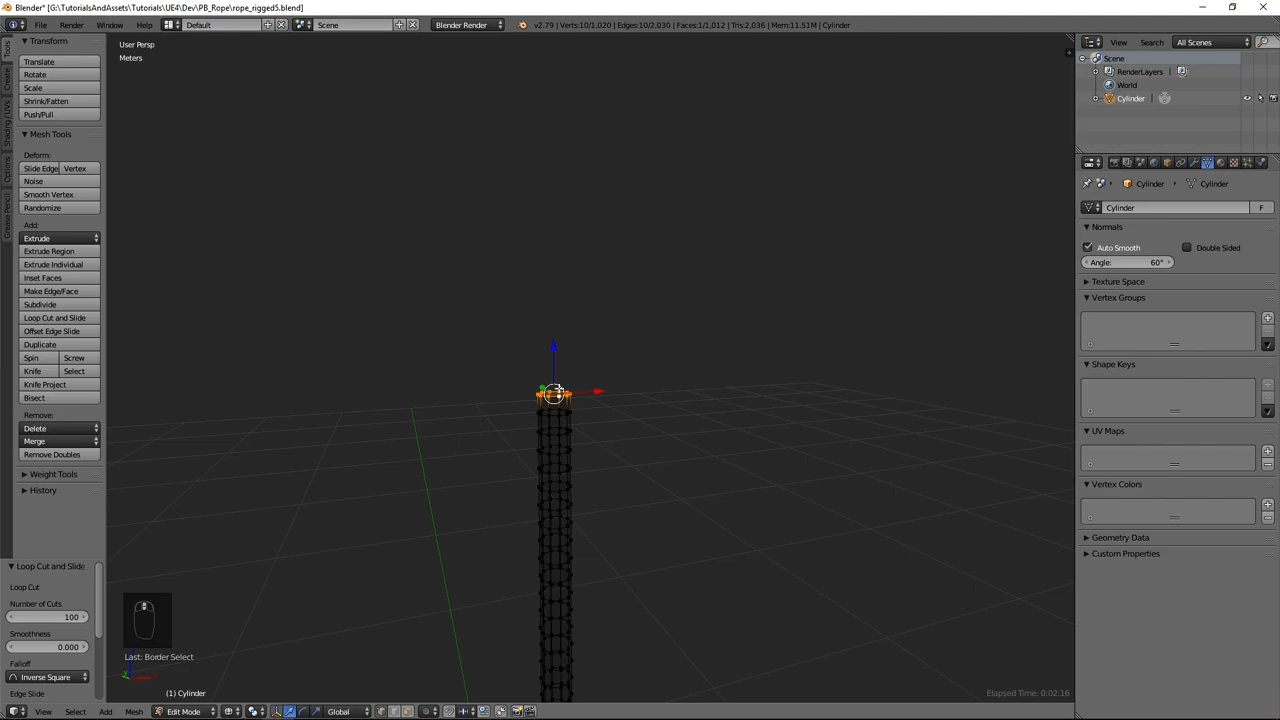 Blender* [G:\TutorialsAndAssets\Tutorials\UE4\Dev\PB_Rope\rope_rigged5.blend]
File Render Window Help Default Scene Blender Render v2.79 | Verts:10/1,020 | Edges:10/2,030 | Faces:1/1,012 | Tris:2,036 | Mem:11.51M | Cylinder
Tools
Create
Shading / UVs
Options
Grease Pencil
Transform
Translate
Rotate
Scale
Shrink/Fatten
Push/Pull
Mesh Tools
Deform:
Slide Edge Vertex
Noise
Smooth Vertex
Randomize
Add:
Extrude
Extrude Region
Extrude Individual
Inset Faces
Make Edge/Face
Subdivide
Loop Cut and Slide
Offset Edge Slide
Duplicate
Spin Screw
Knife Select
Knife Project
Bisect
Remove:
Delete
Merge
Remove Doubles
Weight Tools
History
Loop Cut and Slide
Loop Cut
Number of Cuts
100
Smoothness
0.000
Falloff
Inverse Square
Edge Slide
User Persp
Meters
Last: Border Select
(1) Cylinder
Elapsed Time: 0:02:16
View Select Add Mesh Edit Mode Global
View Search All Scenes
Scene
RenderLayers
World
Cylinder
Cylinder Cylinder
Cylinder F
Normals
Auto Smooth Double Sided
Angle: 60°
Texture Space
Vertex Groups
Shape Keys
UV Maps
Vertex Colors
Geometry Data
Custom Properties